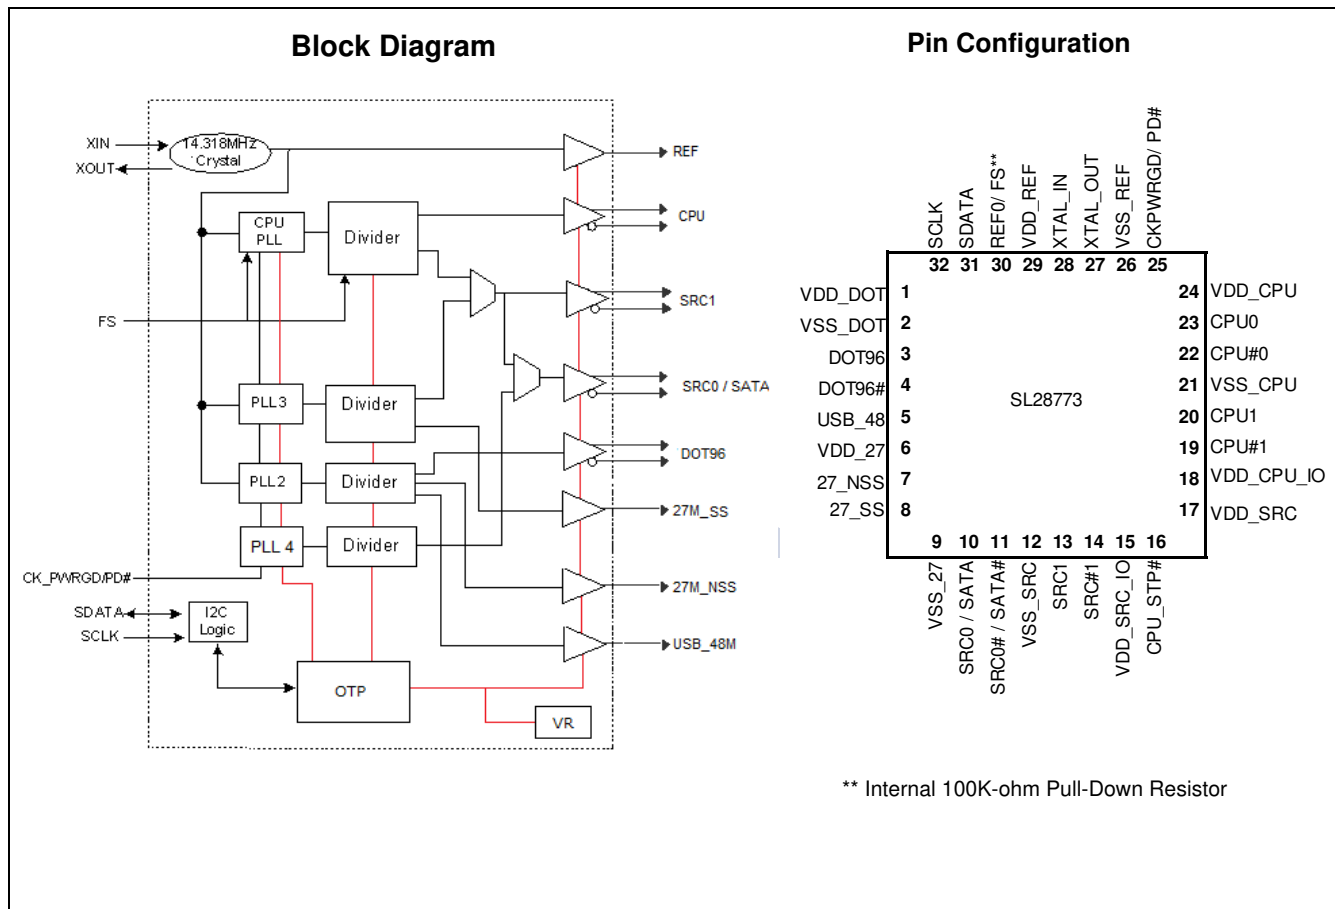 Block Diagram
XIN
XOUT
14.318MHz
Crystal
REF
CPU
PLL
Divider
CPU
SRC1
FS
SRC0 / SATA
PLL3
Divider
DOT96
PLL2
Divider
27M_SS
PLL 4
Divider
CK_PWRGD/PD#
27M_NSS
SDATA
SCLK
I2C
Logic
USB_48M
OTP
VR
Pin Configuration
SCLK
SDATA
REF0/ FS**
VDD_REF
XTAL_IN
XTAL_OUT
VSS_REF
CKPWRGD/ PD#
32 31 30 29 28 27 26 25
VDD_DOT 1
VSS_DOT 2
DOT96 3
DOT96# 4
USB_48 5
VDD_27 6
27_NSS 7
27_SS 8
SL28773
24 VDD_CPU
23 CPU0
22 CPU#0
21 VSS_CPU
20 CPU1
19 CPU#1
18 VDD_CPU_IO
17 VDD_SRC
9 10 11 12 13 14 15 16
VSS_27
SRC0 / SATA
SRC0# / SATA#
VSS_SRC
SRC1
SRC#1
VDD_SRC_IO
CPU_STP#
** Internal 100K-ohm Pull-Down Resistor